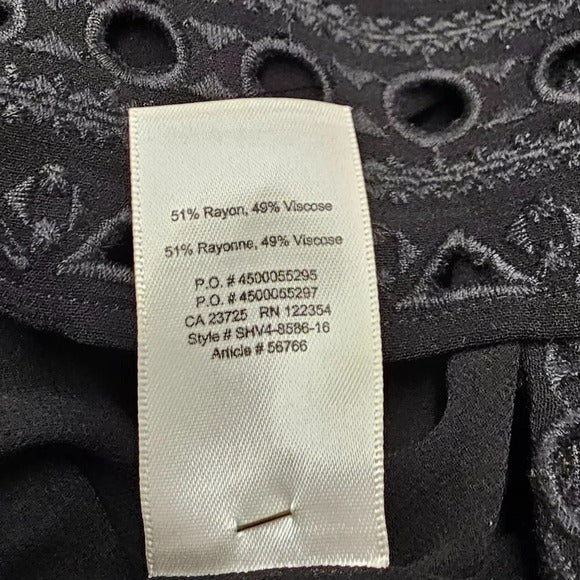 51% Rayon, 49% Viscose
51% Rayonne, 49% Viscose
P.O. # 4500055295
P.O. # 4500055297
CA 23725 RN 122354
Style # SHV4-8586-16
Article # 56766